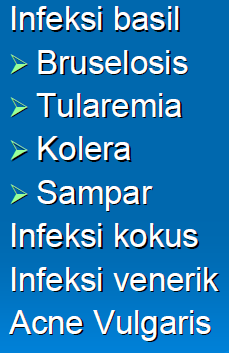 Infeksi basil
➢ Bruselosis
➢ Tularemia
➢ Kolera
➢ Sampar
Infeksi kokus
Infeksi venerik
Acne Vulgaris